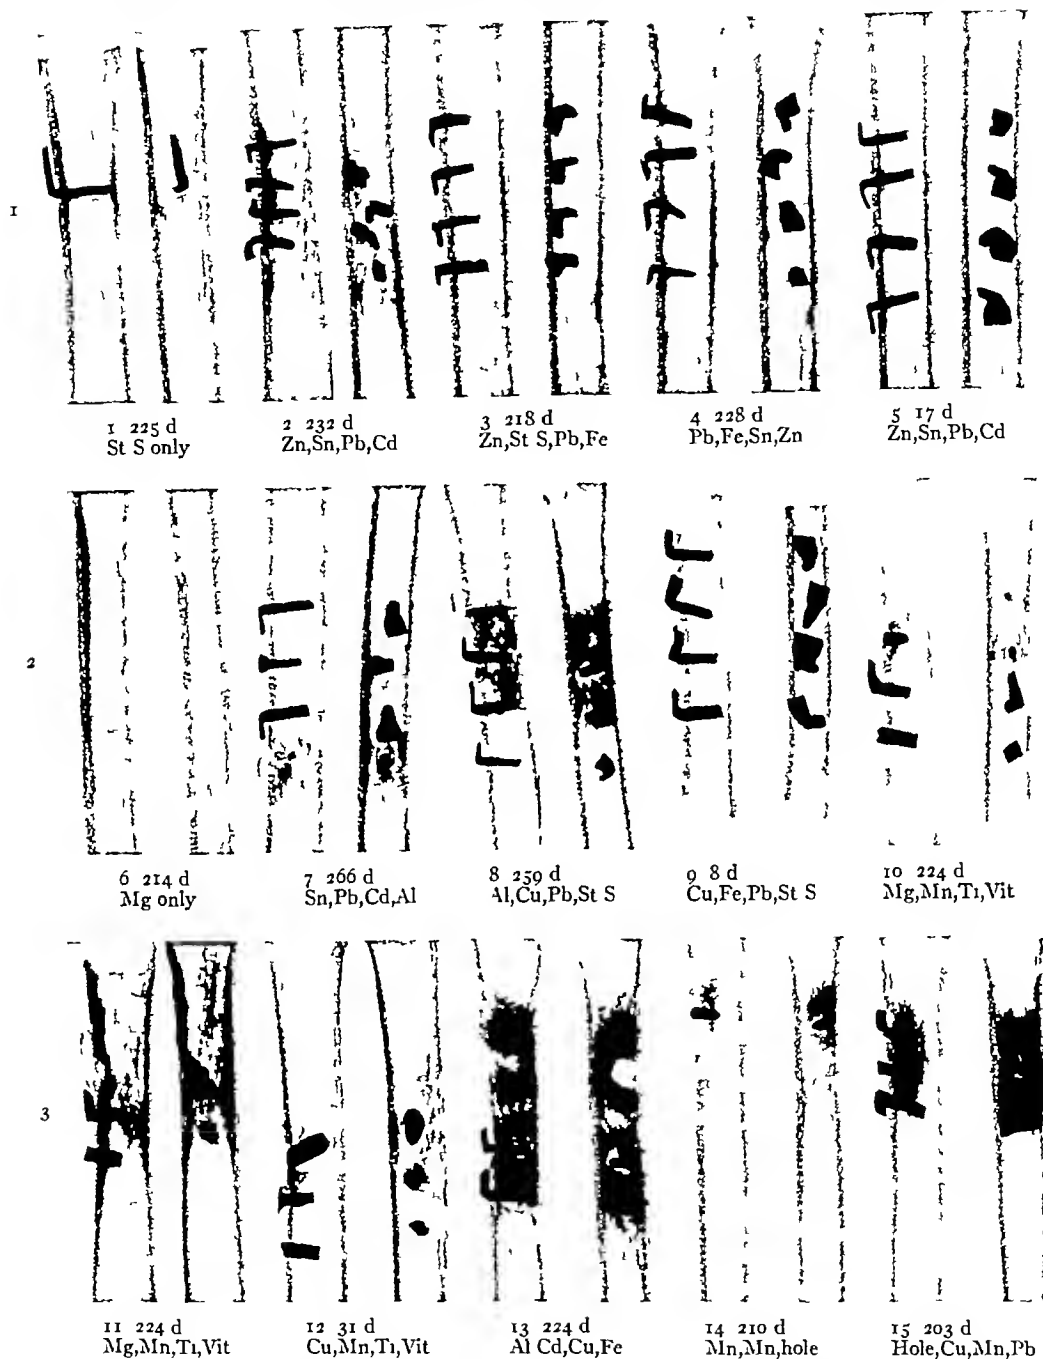 1
1 225 d
St S only
2 232 d
Zn,Sn,Pb,Cd
3 218 d
Zn,St S,Pb,Fe
4 228 d
Pb,Fe,Sn,Zn
5 17 d
Zn,Sn,Pb,Cd
2
6 214 d
Mg only
7 266 d
Sn,Pb,Cd,Al
8 259 d
Al,Cu,Pb,St S
9 8 d
Cu,Fe,Pb,St S
10 224 d
Mg,Mn,Ti,Vit
3
11 224 d
Mg,Mn,Ti,Vit
12 31 d
Cu,Mn,Ti,Vit
13 224 d
Al Cd,Cu,Fe
14 210 d
Mn,Mn,hole
15 203 d
Hole,Cu,Mn,Pb